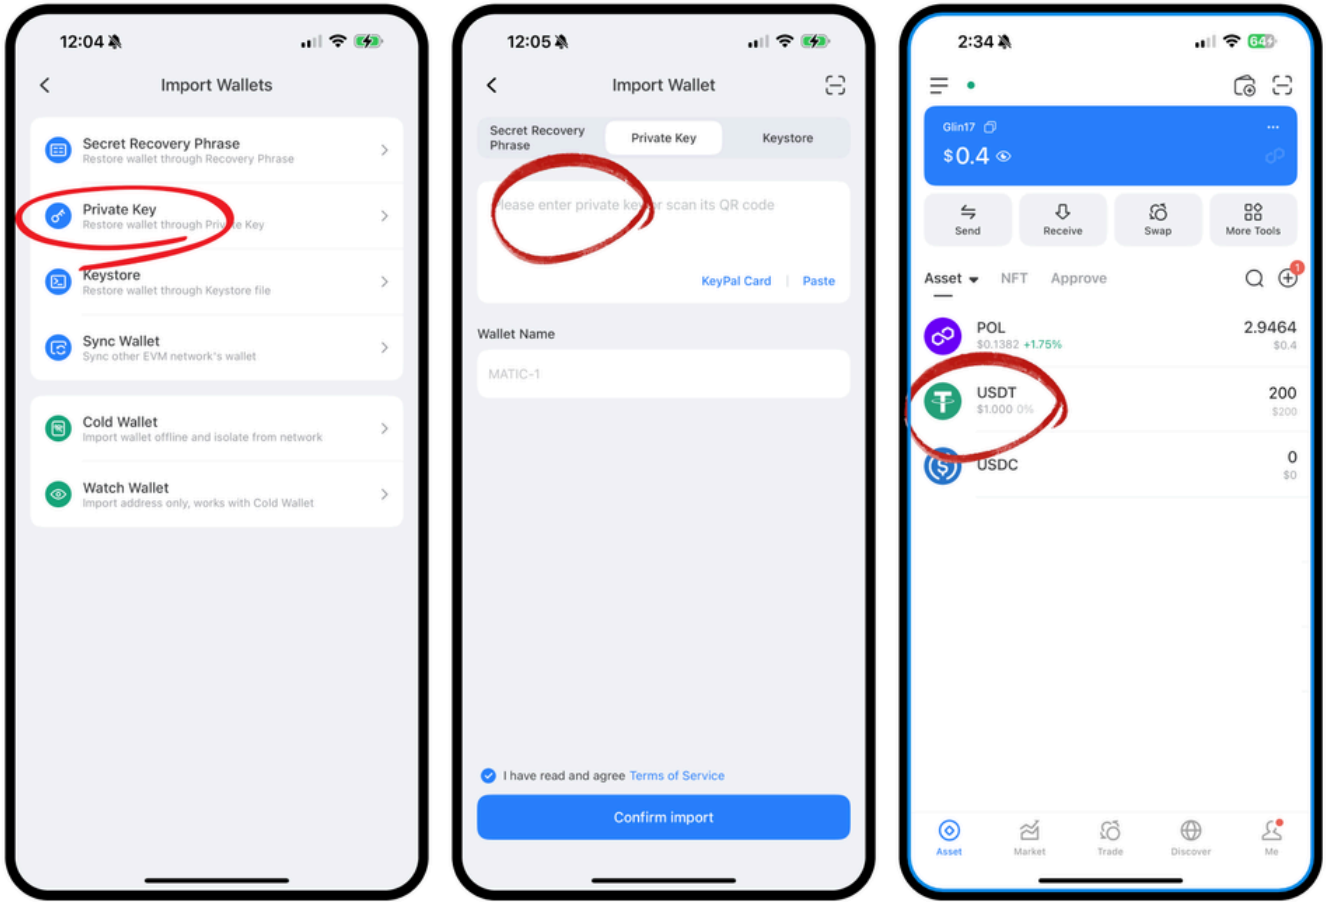 12:04
Import Wallets
Secret Recovery Phrase
Restore wallet through Recovery Phrase
Private Key
Restore wallet through Private Key
Keystore
Restore wallet through Keystore file
Sync Wallet
Sync other EVM network's wallet
Cold Wallet
Import wallet offline and isolate from network
Watch Wallet
Import address only, works with Cold Wallet
12:05
Import Wallet
Secret Recovery
Phrase
Private Key
Keystore
Please enter private key or scan its QR code
KeyPal Card
Paste
Wallet Name
MATIC-1
I have read and agree Terms of Service
Confirm import
2:34
64
Glin17
$0.4
Send
Receive
Swap
More Tools
Asset
NFT
Approve
1
POL
2.9464
$0.1382 +1.75%
$0.4
USDT
200
$1.000 0%
$200
USDC
0
$0
Asset
Market
Trade
Discover
Me